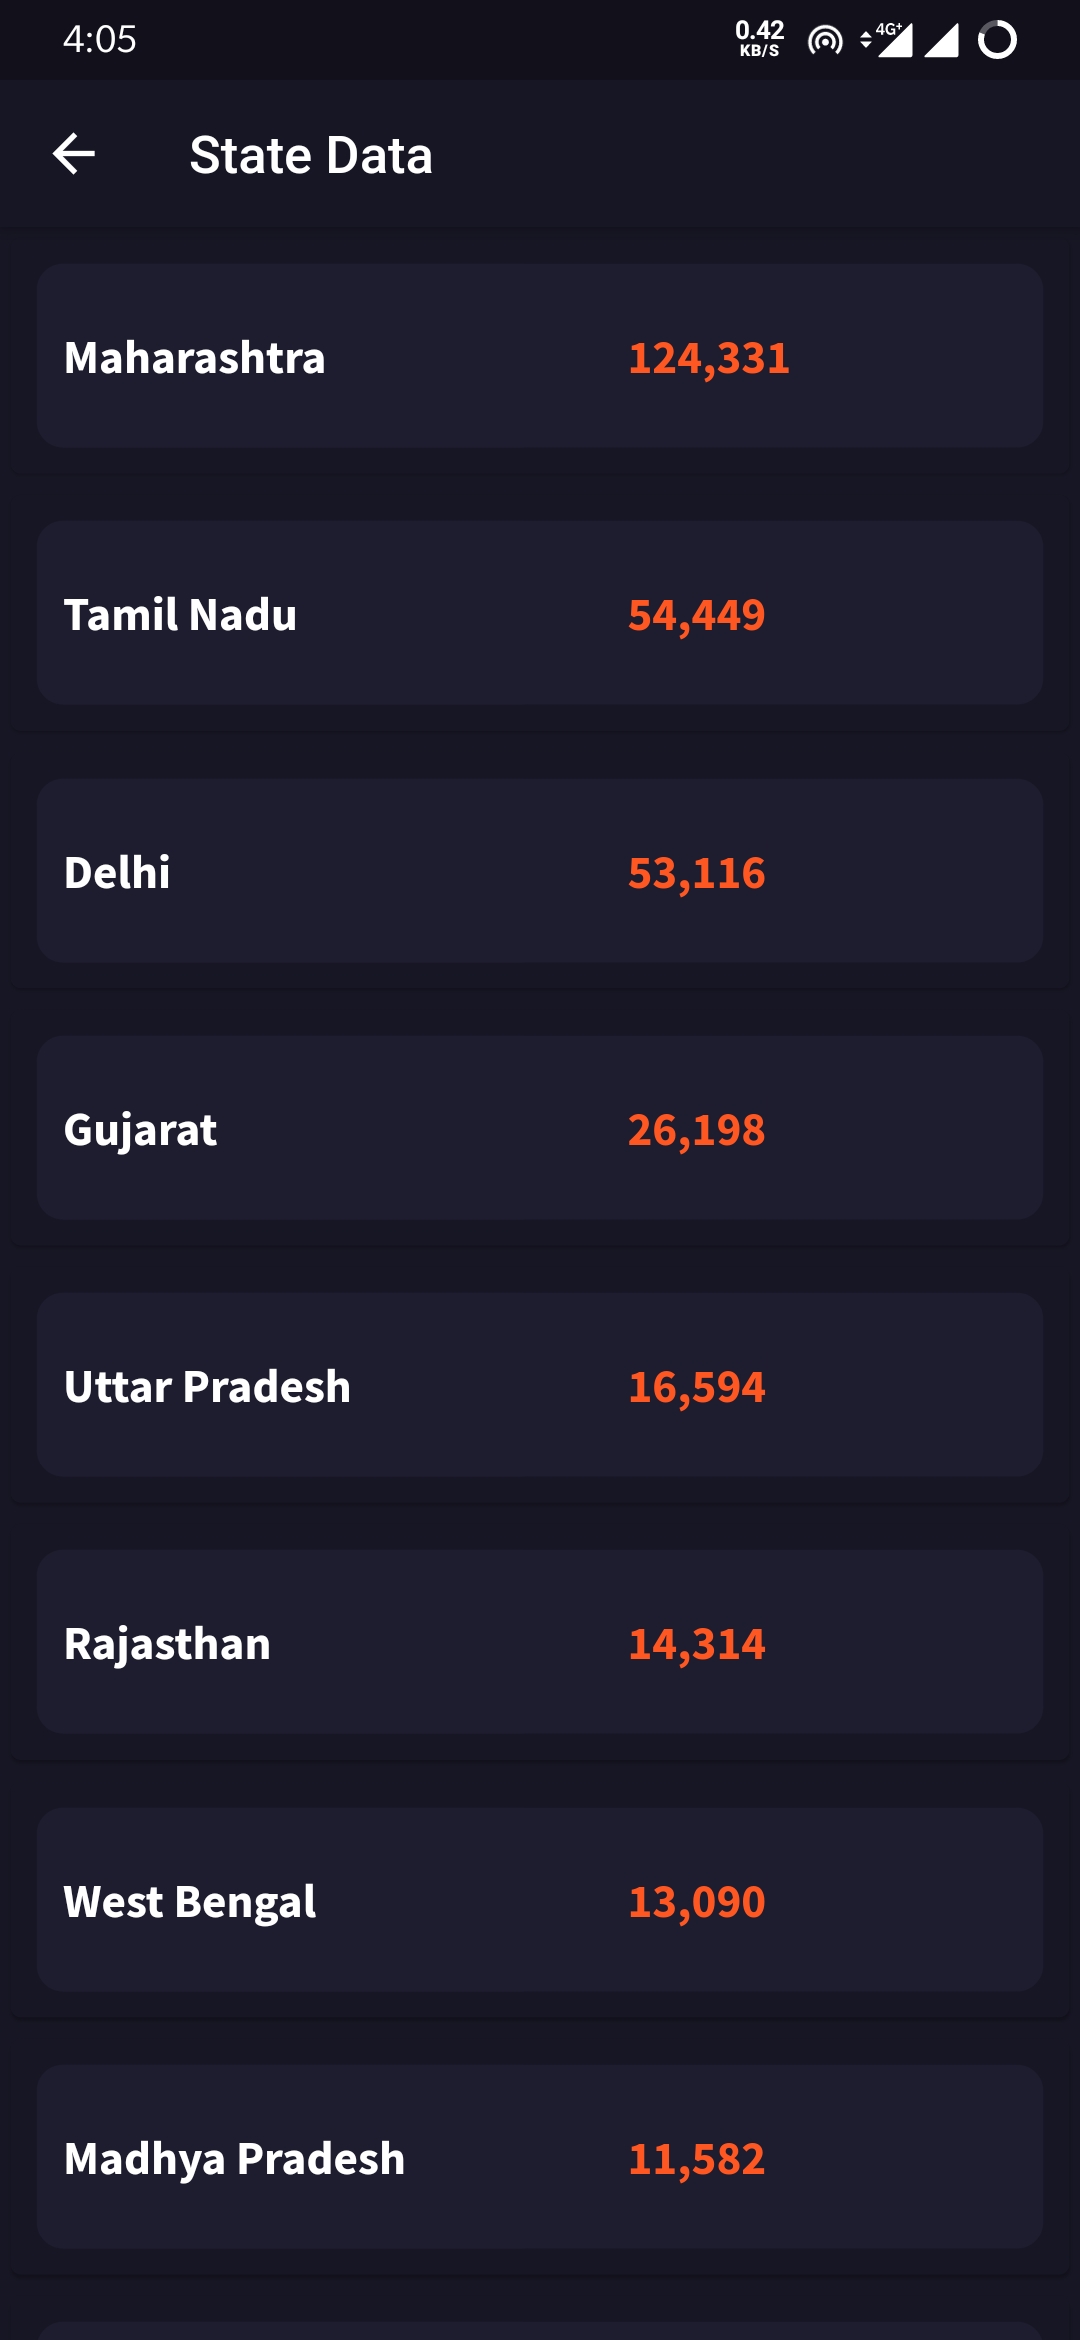 4:05
0.42
KB/S
4G+
State Data
Maharashtra 124,331
Tamil Nadu 54,449
Delhi 53,116
Gujarat 26,198
Uttar Pradesh 16,594
Rajasthan 14,314
West Bengal 13,090
Madhya Pradesh 11,582